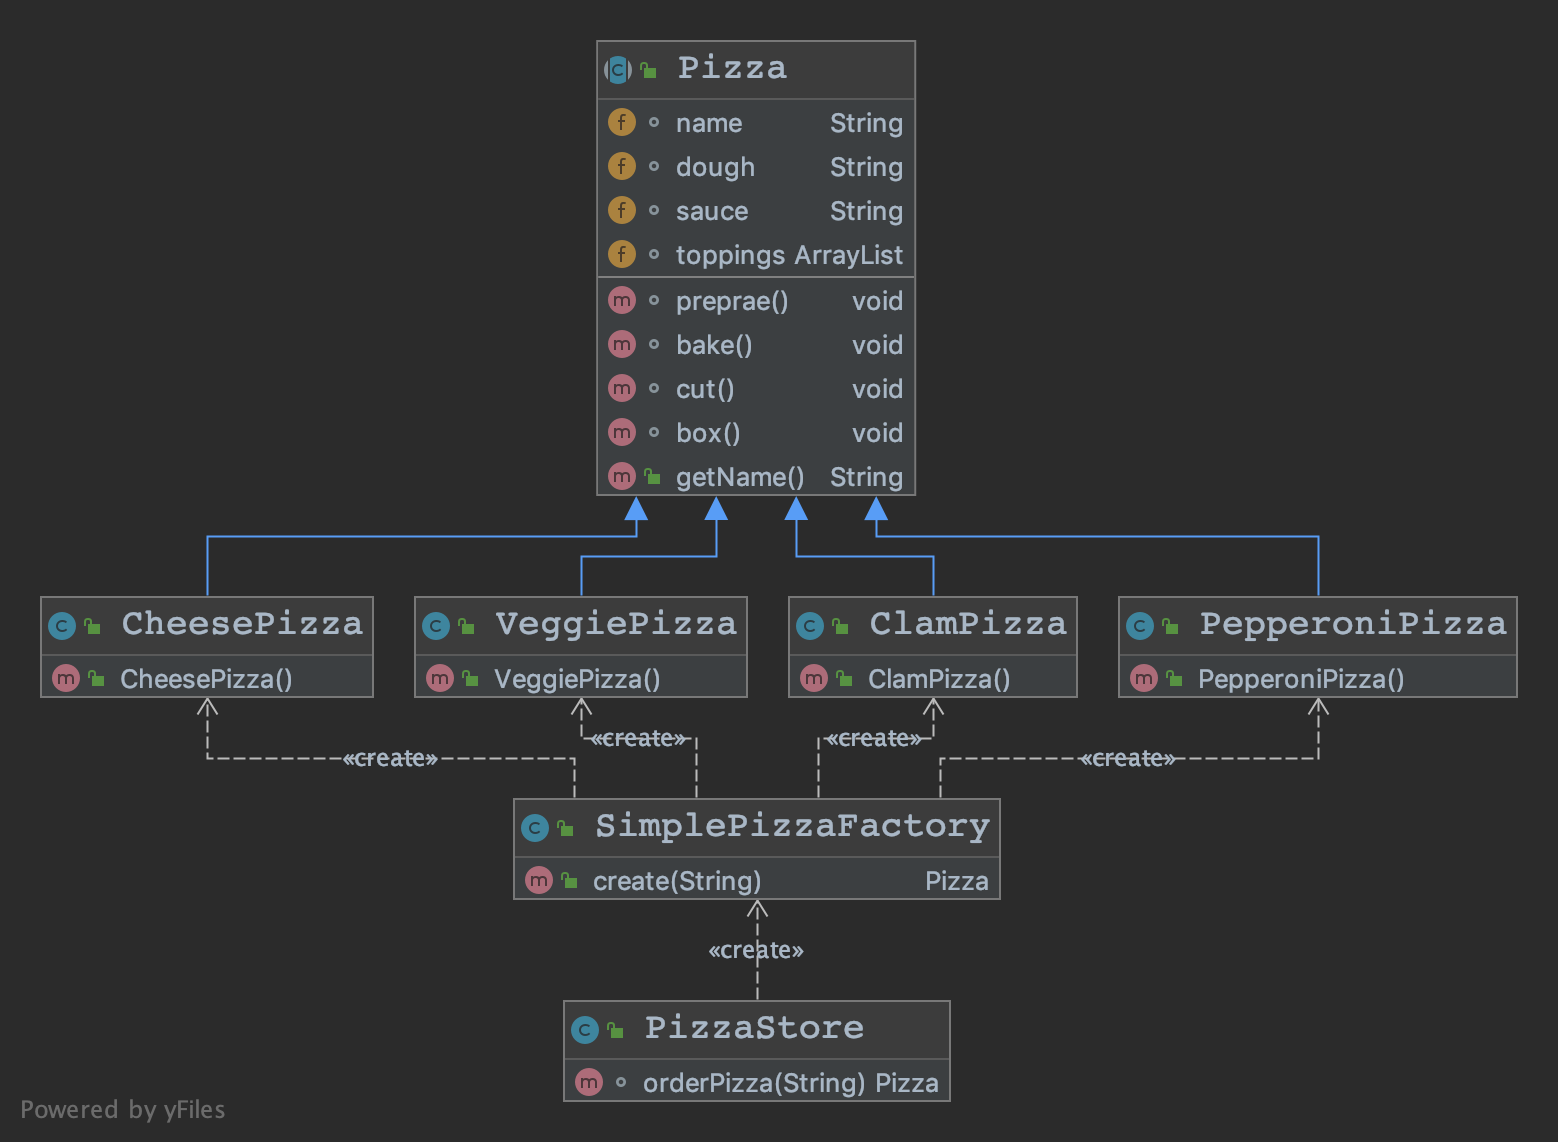 Pizza
name String
dough String
sauce String
toppings ArrayList
preprae() void
bake() void
cut() void
box() void
getName() String
CheesePizza
CheesePizza()
VeggiePizza
VeggiePizza()
ClamPizza
ClamPizza()
PepperoniPizza
PepperoniPizza()
«create»
«create»
«create»
«create»
SimplePizzaFactory
create(String) Pizza
«create»
PizzaStore
orderPizza(String) Pizza
Powered by yFiles